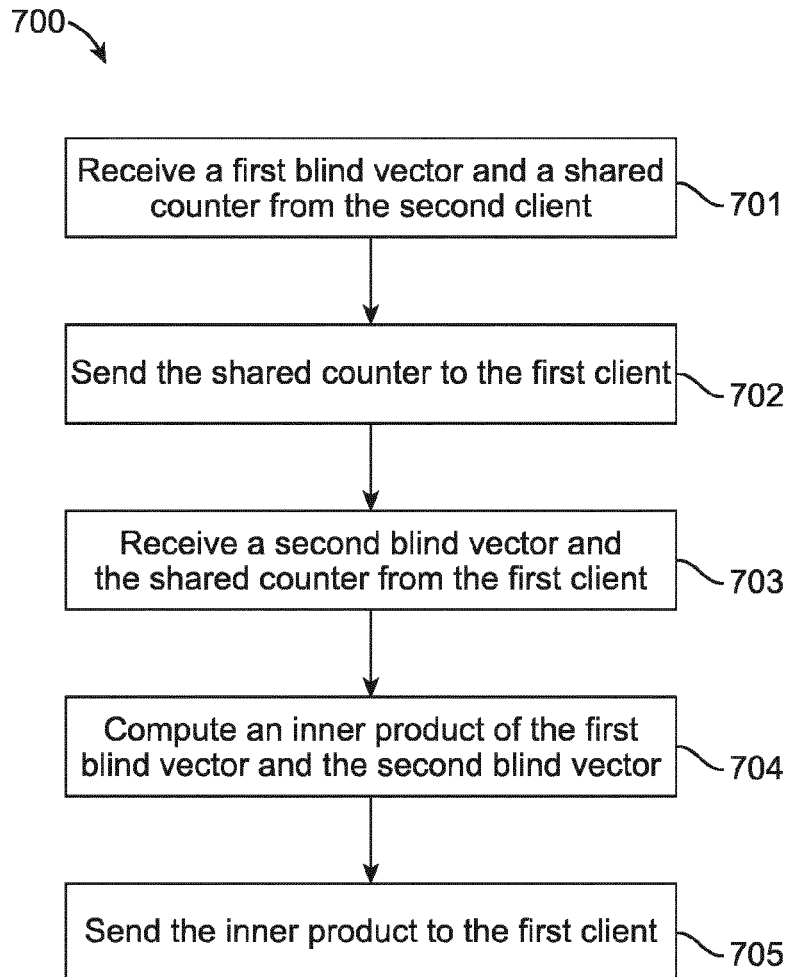 700
Receive a first blind vector and a shared
counter from the second client
701
Send the shared counter to the first client
702
Receive a second blind vector and
the shared counter from the first client
703
Compute an inner product of the first
blind vector and the second blind vector
704
Send the inner product to the first client
705